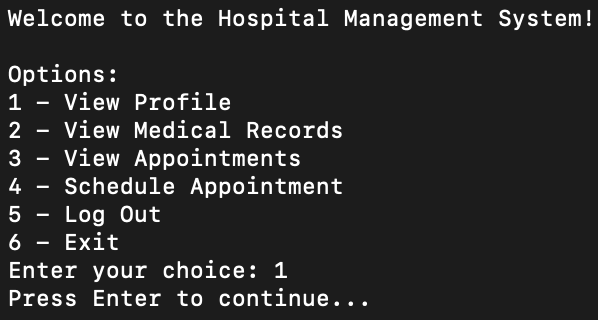 Welcome to the Hospital Management System!
Options:
1 – View Profile
2 – View Medical Records
3 – View Appointments
4 – Schedule Appointment
5 – Log Out
6 – Exit
Enter your choice: 1
Press Enter to continue...